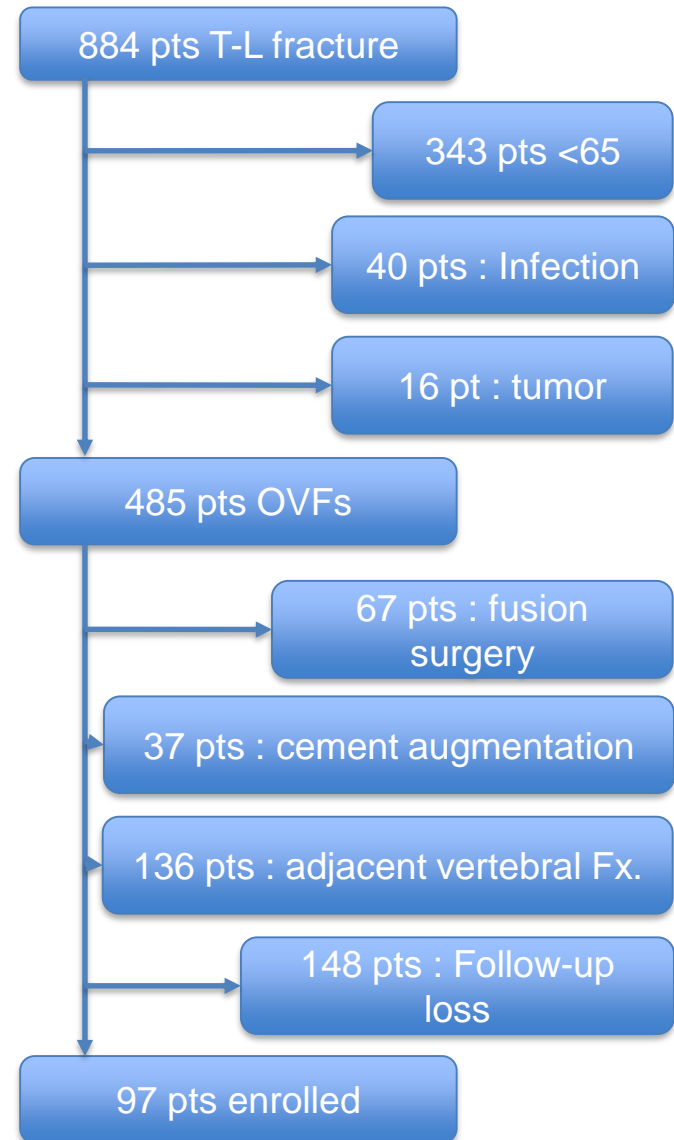 884 pts T-L fracture
343 pts <65
40 pts : Infection
16 pt : tumor
485 pts OVFs
67 pts : fusion
surgery
37 pts : cement augmentation
136 pts : adjacent vertebral Fx.
148 pts : Follow-up
loss
97 pts enrolled